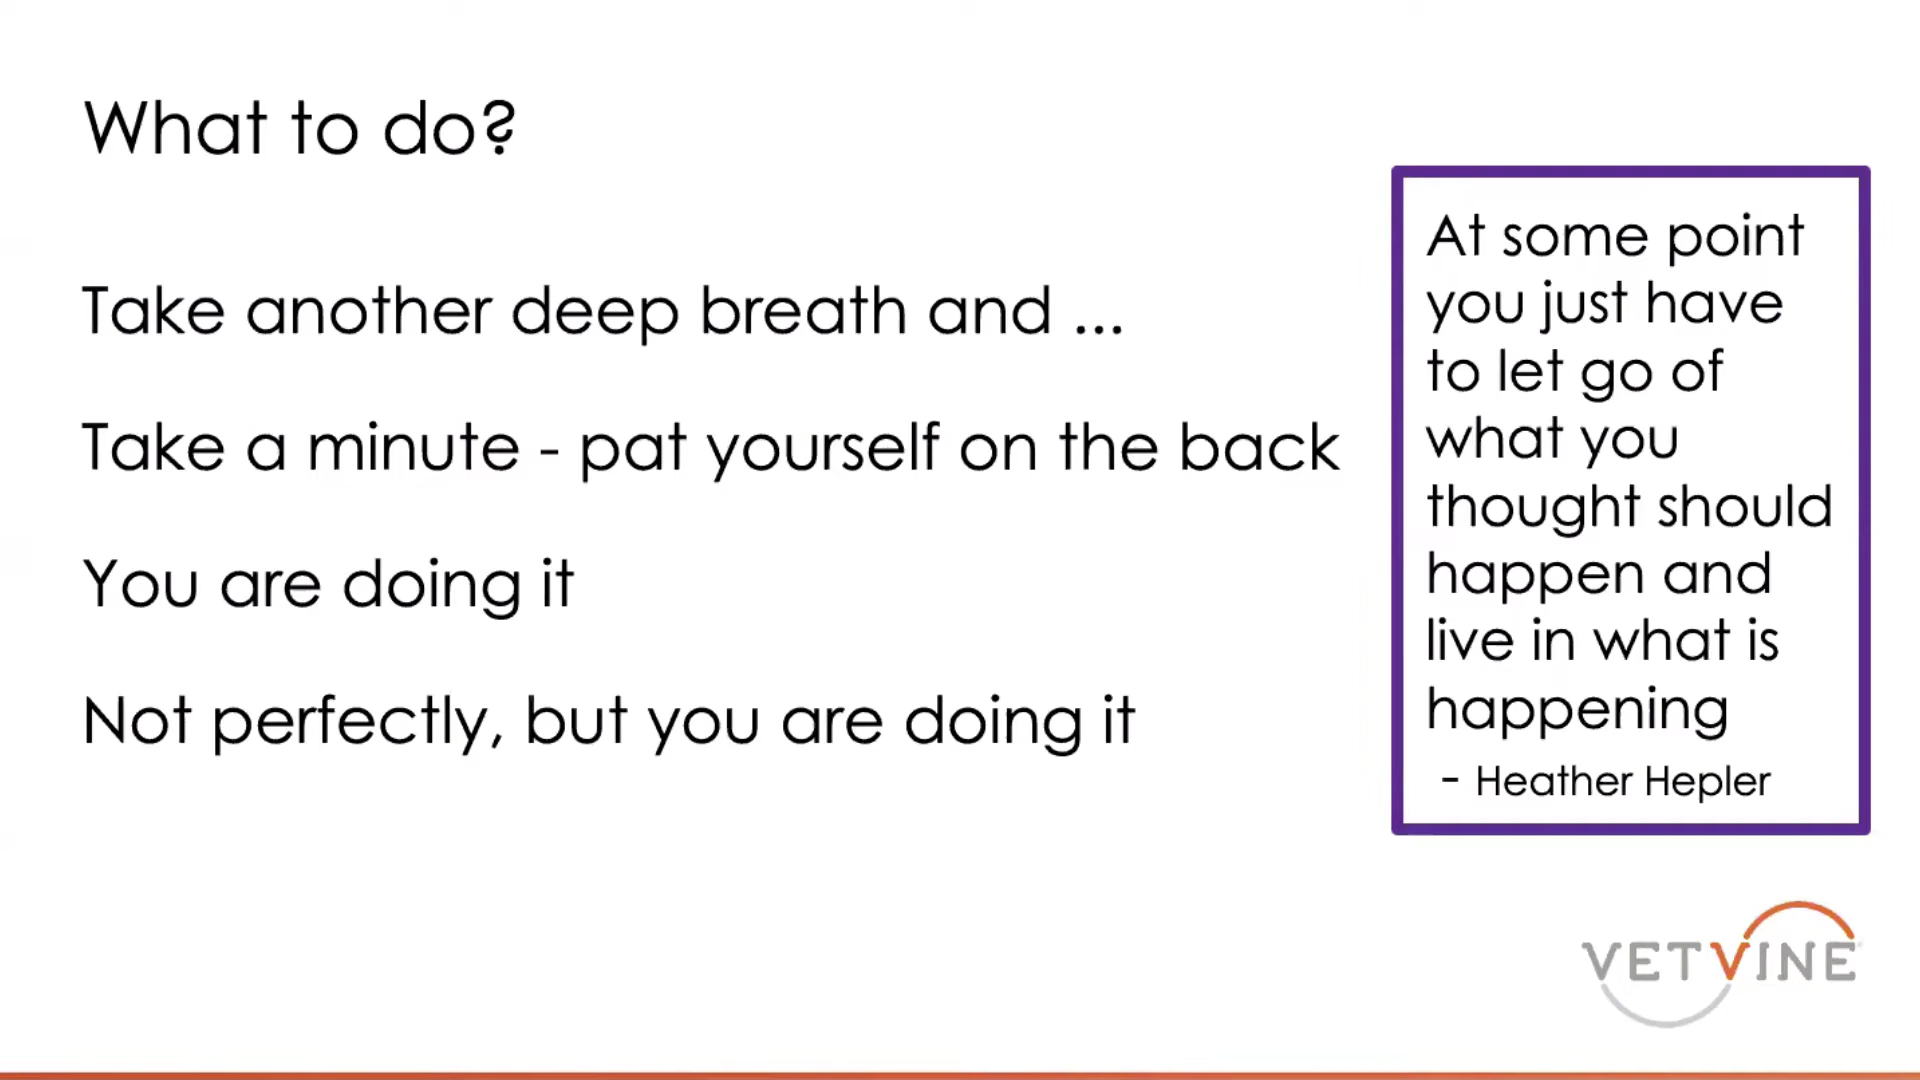 What to do?
Take another deep breath and ...
Take a minute - pat yourself on the back
You are doing it
Not perfectly, but you are doing it
At some point
you just have
to let go of
what you
thought should
happen and
live in what is
happening
- Heather Hepler
VETVINE